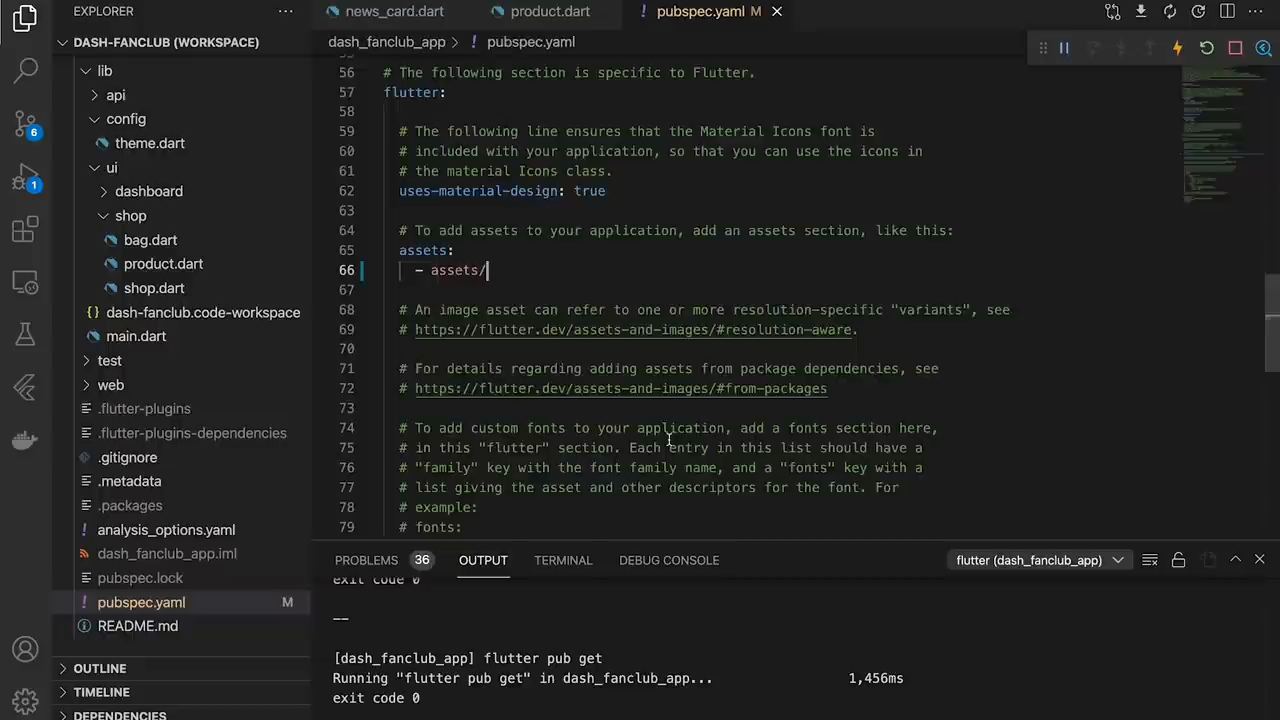 EXPLORER
news_card.dart
product.dart
pubspec.yaml M
DASH-FANCLUB (WORKSPACE)
dash_fanclub_app > ! pubspec.yaml
lib
api
config
theme.dart
ui
dashboard
shop
bag.dart
product.dart
shop.dart
{} dash-fanclub.code-workspace
main.dart
test
web
.flutter-plugins
.flutter-plugins-dependencies
.gitignore
.metadata
.packages
! analysis_options.yaml
dash_fanclub_app.iml
pubspec.lock
! pubspec.yaml M
README.md
OUTLINE
TIMELINE
DEPENDENCIES
6
1
56 # The following section is specific to Flutter.
57 flutter:
58
59 # The following line ensures that the Material Icons font is
60 # included with your application, so that you can use the icons in
61 # the material Icons class.
62 uses-material-design: true
63
64 # To add assets to your application, add an assets section, like this:
65 assets:
66 - assets/
67
68 # An image asset can refer to one or more resolution-specific "variants", see
69 # https://flutter.dev/assets-and-images/#resolution-aware.
70
71 # For details regarding adding assets from package dependencies, see
72 # https://flutter.dev/assets-and-images/#from-packages
73
74 # To add custom fonts to your application, add a fonts section here,
75 # in this "flutter" section. Each entry in this list should have a
76 # "family" key with the font family name, and a "fonts" key with a
77 # list giving the asset and other descriptors for the font. For
78 # example:
79 # fonts:
PROBLEMS 36 OUTPUT TERMINAL DEBUG CONSOLE flutter (dash_fanclub_app)
exit code 0
——
[dash_fanclub_app] flutter pub get
Running "flutter pub get" in dash_fanclub_app... 1,456ms
exit code 0